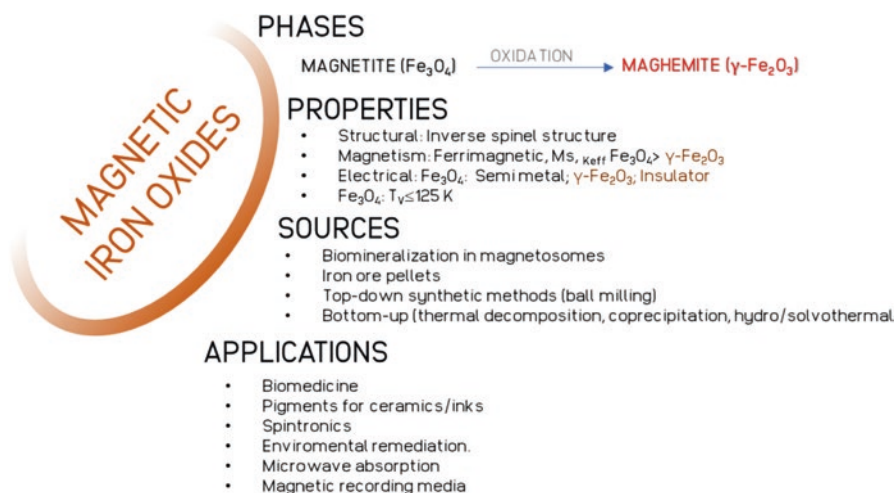 MAGNETIC
IRON OXIDES
PHASES
MAGNETITE (Fe₃O₄) OXIDATION MAGHEMITE (γ-Fe₂O₃)
PROPERTIES
• Structural: Inverse spinel structure
• Magnetism: Ferrimagnetic, Ms, Keff Fe₃O₄> γ-Fe₂O₃
• Electrical: Fe₃O₄: Semi metal; γ-Fe₂O₃; Insulator
• Fe₃O₄: Tᵥ≤125 K
SOURCES
• Biomineralization in magnetosomes
• Iron ore pellets
• Top-down synthetic methods (ball milling)
• Bottom-up (thermal decomposition, coprecipitation, hydro/solvothermal
APPLICATIONS
• Biomedicine
• Pigments for ceramics/inks
• Spintronics
• Enviromental remediation.
• Microwave absorption
• Magnetic recording media